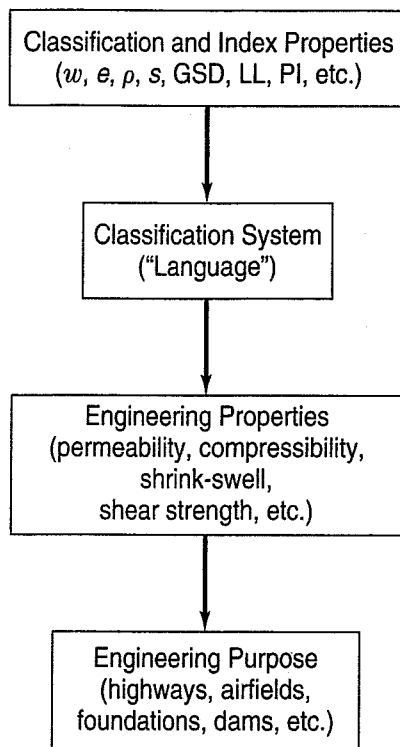 Classification and Index Properties
(w, e, ρ, s, GSD, LL, PI, etc.)
Classification System
(“Language”)
Engineering Properties
(permeability, compressibility,
shrink-swell,
shear strength, etc.)
Engineering Purpose
(highways, airfields,
foundations, dams, etc.)